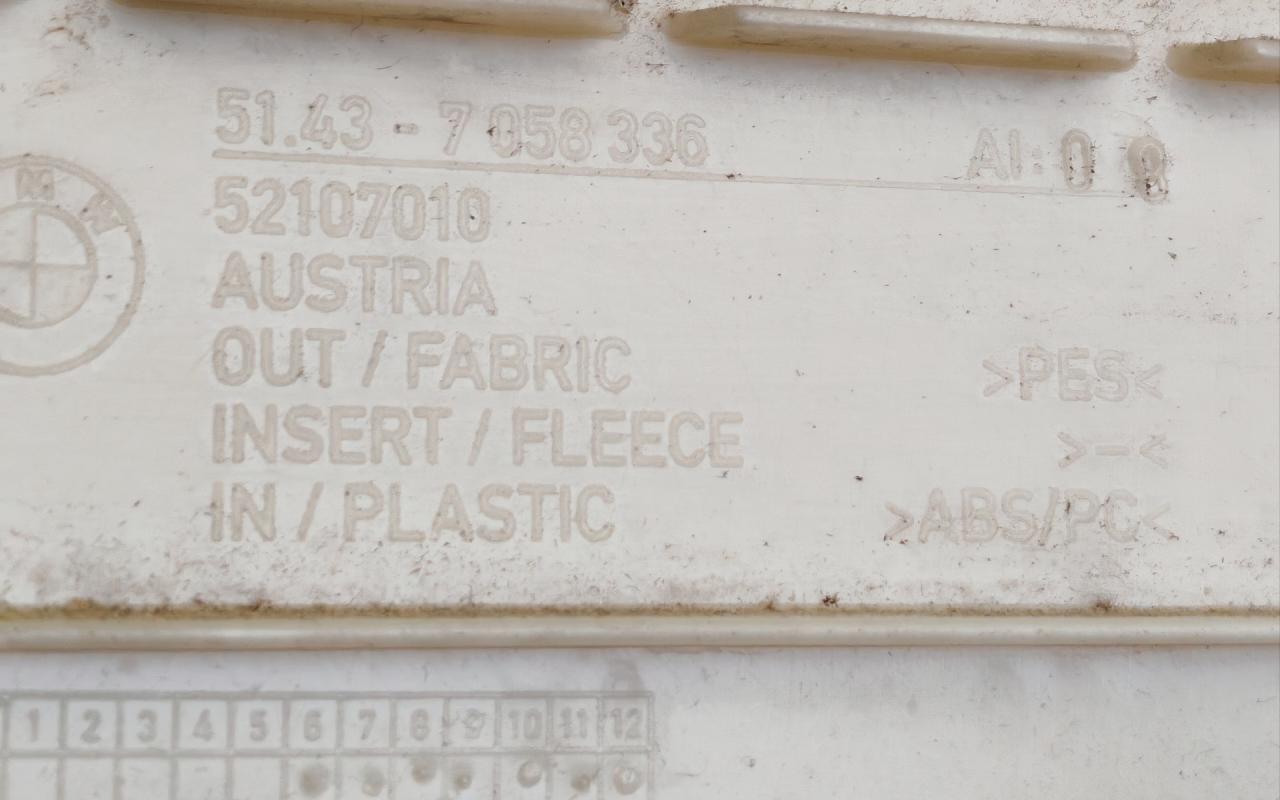 51.43 - 7 058 336 AI: 0
52107010
AUSTRIA
OUT / FABRIC >PES<
INSERT / FLEECE >-<
IN / PLASTIC >ABS/PC<
M W
1 2 3 4 5 6 7 8 9 10 11 12